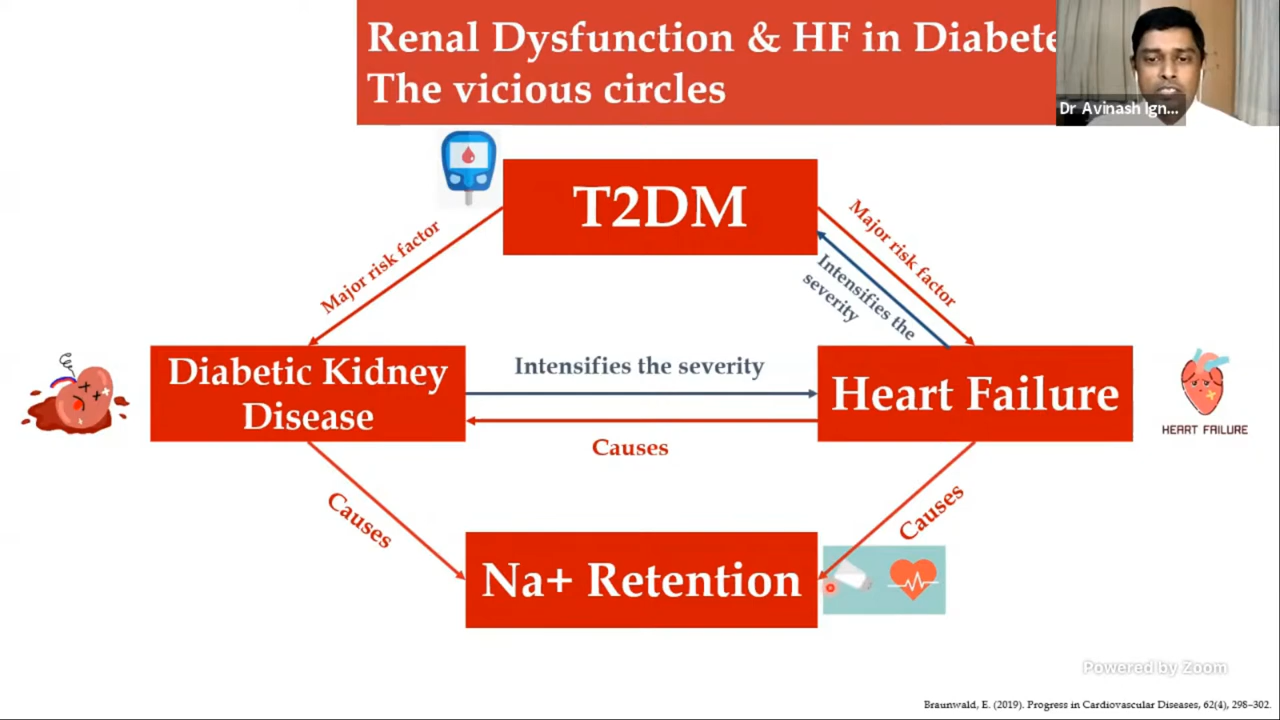 Renal Dysfunction & HF in Diabete
The vicious circles
Dr Avinash Ign...
T2DM
Major risk factor
Major risk factor
Intensifies the
severity
Diabetic Kidney
Disease
Intensifies the severity
Causes
Heart Failure
HEART FAILURE
Causes
Causes
Na+ Retention
Powered by Zoom
Braunwald, E. (2019). Progress in Cardiovascular Diseases, 62(4), 298–302.